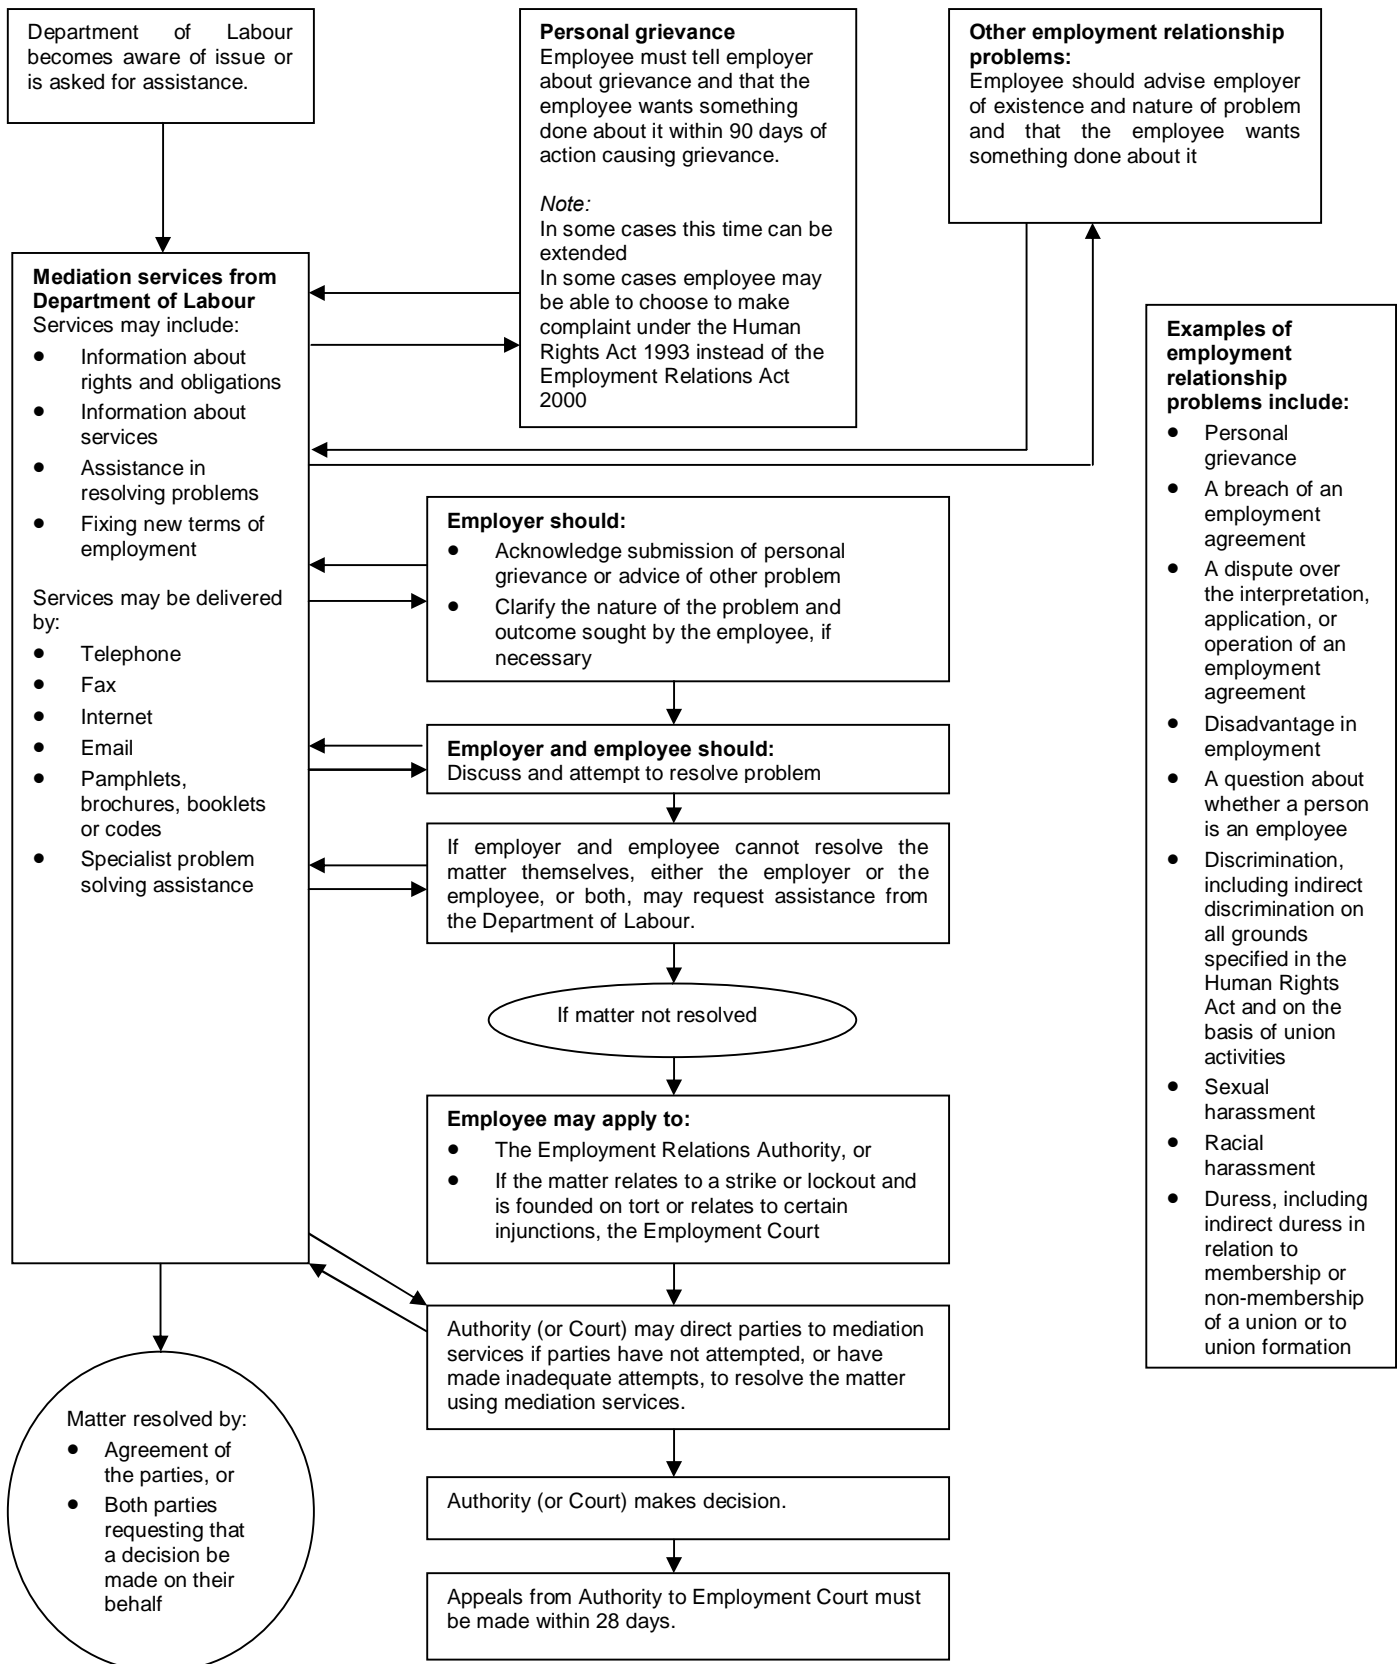 Department of Labour
becomes aware of issue or
is asked for assistance.
Personal grievance
Employee must tell employer
about grievance and that the
employee wants something
done about it within 90 days of
action causing grievance.
Note:
In some cases this time can be
extended
In some cases employee may
be able to choose to make
complaint under the Human
Rights Act 1993 instead of the
Employment Relations Act
2000
Other employment relationship
problems:
Employee should advise employer
of existence and nature of problem
and that the employee wants
something done about it
Mediation services from
Department of Labour
Services may include:
• Information about
rights and obligations
• Information about
services
• Assistance in
resolving problems
• Fixing new terms of
employment
Services may be delivered
by:
• Telephone
• Fax
• Internet
• Email
• Pamphlets,
brochures, booklets
or codes
• Specialist problem
solving assistance
Examples of
employment
relationship
problems include:
• Personal
grievance
• A breach of an
employment
agreement
• A dispute over
the interpretation,
application, or
operation of an
employment
agreement
• Disadvantage in
employment
• A question about
whether a person
is an employee
• Discrimination,
including indirect
discrimination on
all grounds
specified in the
Human Rights
Act and on the
basis of union
activities
• Sexual
harassment
• Racial
harassment
• Duress, including
indirect duress in
relation to
membership or
non-membership
of a union or to
union formation
Employer should:
• Acknowledge submission of personal
grievance or advice of other problem
• Clarify the nature of the problem and
outcome sought by the employee, if
necessary
Employer and employee should:
Discuss and attempt to resolve problem
If employer and employee cannot resolve the
matter themselves, either the employer or the
employee, or both, may request assistance from
the Department of Labour.
If matter not resolved
Employee may apply to:
• The Employment Relations Authority, or
• If the matter relates to a strike or lockout and
is founded on tort or relates to certain
injunctions, the Employment Court
Authority (or Court) may direct parties to mediation
services if parties have not attempted, or have
made inadequate attempts, to resolve the matter
using mediation services.
Authority (or Court) makes decision.
Appeals from Authority to Employment Court must
be made within 28 days.
Matter resolved by:
• Agreement of
the parties, or
• Both parties
requesting that
a decision be
made on their
behalf